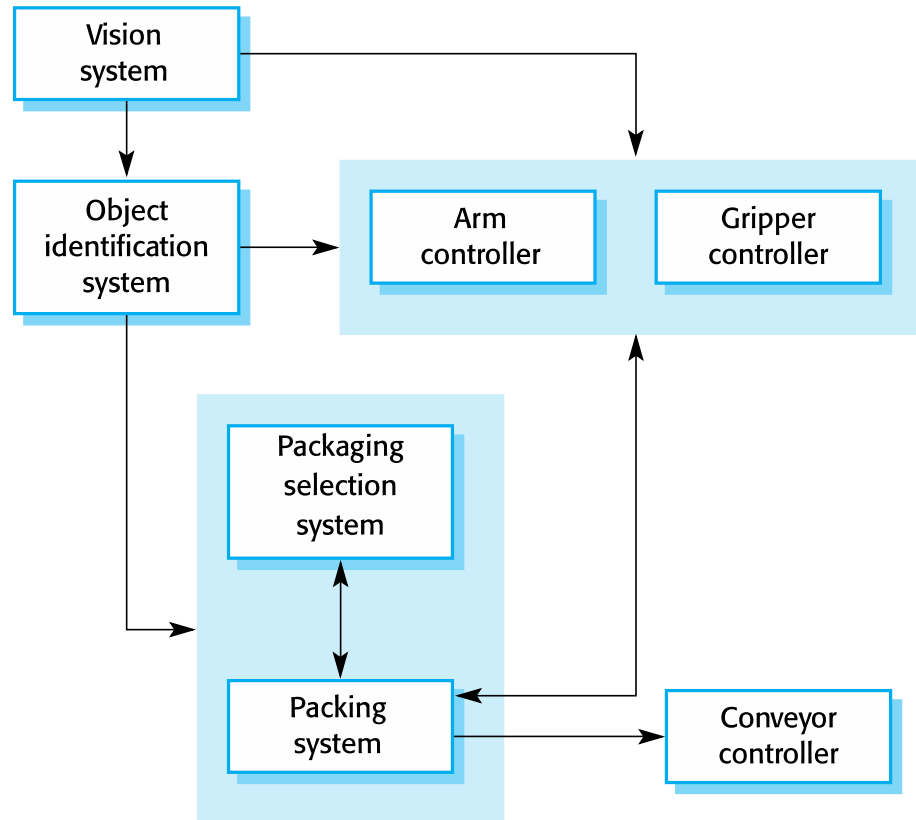 Vision
system
Object
identification
system
Arm
controller
Gripper
controller
Packaging
selection
system
Packing
system
Conveyor
controller